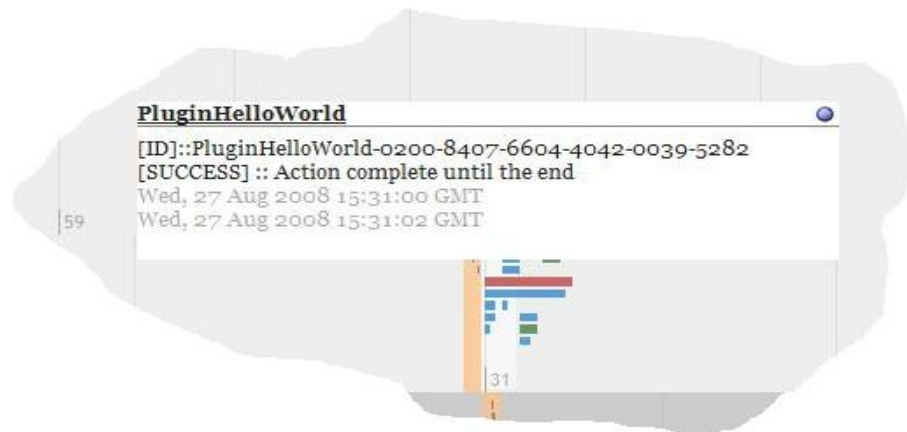 PluginHelloWorld
[ID]::PluginHelloWorld-0200-8407-6604-4042-0039-5282
[SUCCESS] :: Action complete until the end
Wed, 27 Aug 2008 15:31:00 GMT
Wed, 27 Aug 2008 15:31:02 GMT
59
31